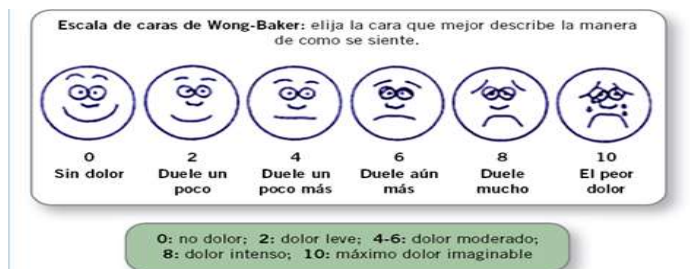 Escala de caras de Wong-Baker: elija la cara que mejor describe la manera
de como se siente.
0 2 4 6 8 10
Sin dolor Duele un Duele un Duele aún Duele El peor
poco poco más más mucho dolor
0: no dolor; 2: dolor leve; 4-6: dolor moderado;
8: dolor intenso; 10: máximo dolor imaginable